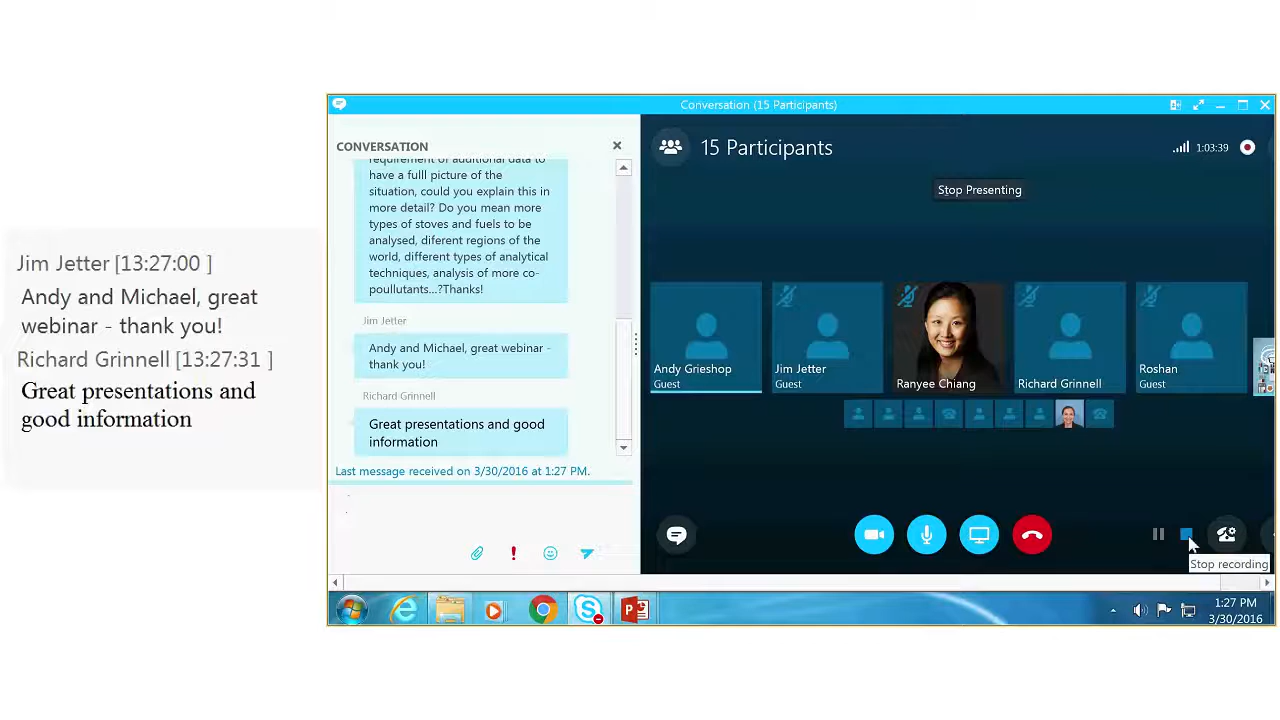 Jim Jetter [13:27:00 ]
Andy and Michael, great
webinar - thank you!
Richard Grinnell [13:27:31 ]
Great presentations and
good information
Conversation (15 Participants)
CONVERSATION
requirement of additional data to
have a fulll picture of the
situation, could you explain this in
more detail? Do you mean more
types of stoves and fuels to be
analysed, diferent regions of the
world, different types of analytical
techniques, analysis of more co-
poullutants...?Thanks!
Jim Jetter
Andy and Michael, great webinar -
thank you!
Richard Grinnell
Great presentations and good
information
Last message received on 3/30/2016 at 1:27 PM.
15 Participants
1:03:39
Stop Presenting
Andy Grieshop
Guest
Jim Jetter
Guest
Ranyee Chiang
Richard Grinnell
Roshan
Guest
Stop recording
1:27 PM
3/30/2016